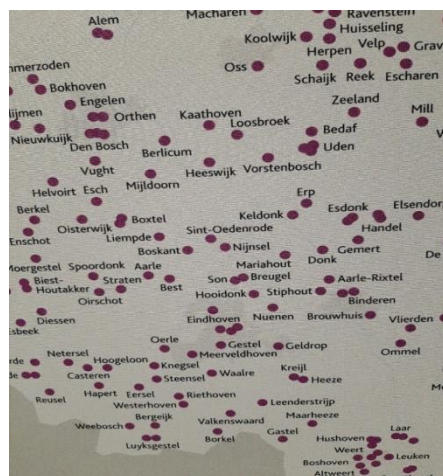 Macharen
Ravenstein
Alem
Huisseling
Koolwijk
Herpen
Velp
Oss
Schaijk
Reek
Escharen
Bokhoven
Engelen
Zeeland
Orthen
Kaathoven
Loosbroek
Mill
Nieuwkuijk
Bedaf
Den Bosch
Berlicum
Uden
Vught
Heeswijk
Vorstenbosch
Helvoirt
Mijldoorn
Esch
Erp
Berkel
Boxtel
Keldonk
Esdonk
Enschot
Oisterwijk
Liempde
Sint-Oedenrode
Handel
Boskant
Nijnsel
Gemert
Moergestel
Spoordonk
Aarle
Mariahout
Donk
De
Biest-
Houtakker
Straten
Best
Son
Breugel
Aarle-Rixtel
Oirschot
Hooidonk
Stiphout
Binderen
Diessen
Eindhoven
Nuenen
Brouwhuis
Vlierden
Oerle
Gestel
Geldrop
Ommel
Netersel
Hoogeloon
Meerveldhoven
Casteren
Knegsel
Kreijl
Steensel
Waalre
Heeze
Reusel
Hapert
Eersel
Riethoven
Westerhoven
Leenderstrijp
Bergeijk
Valkenswaard
Maarheeze
Weebosch
Luyksgestel
Borkel
Gastel
Hushoven
Laar
Weert
Boshoven
Leuken
Altweert